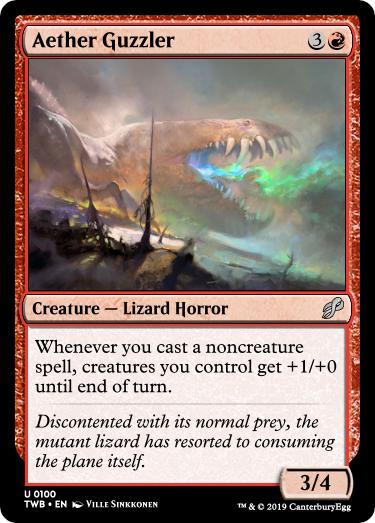 Aether Guzzler 3
Creature — Lizard Horror
Whenever you cast a noncreature
spell, creatures you control get +1/+0
until end of turn.
Discontented with its normal prey, the
mutant lizard has resorted to consuming
the plane itself.
3/4
U 0100
TWB • EN Ville Sinkkonen
™ & © 2019 CanterburyEgg